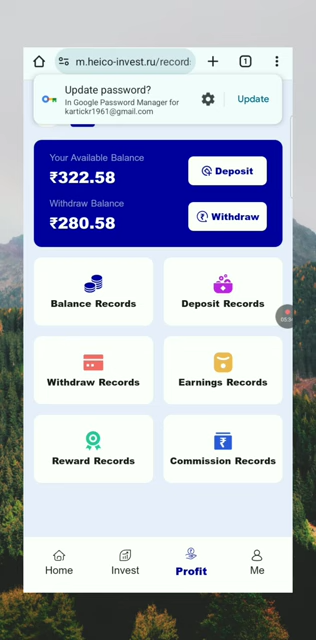 m.heico-invest.ru/record
1
Update password?
In Google Password Manager for
kartickr1961@gmail.com
Update
Your Available Balance
₹322.58
Deposit
Withdraw Balance
₹280.58
Withdraw
Balance Records
Deposit Records
Withdraw Records
Earnings Records
Reward Records
Commission Records
Home
Invest
Profit
Me